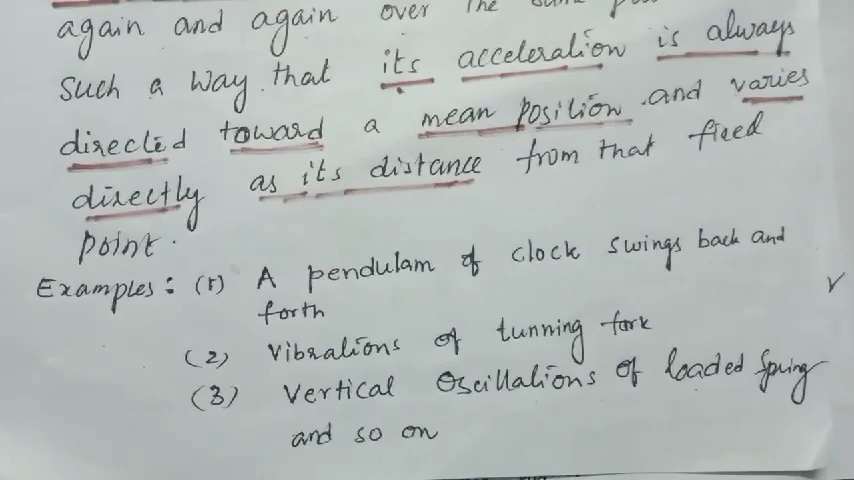 again and again over the same
such a way that its acceleration is always
directed toward a mean position and varies
directly as its distance from that fixed
point.
Examples: (1) A pendulam of clock swings back and
forth
(2) vibrations of tunning fork
(3) vertical oscillations of loaded spring
and so on